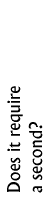 Does it require
a second?